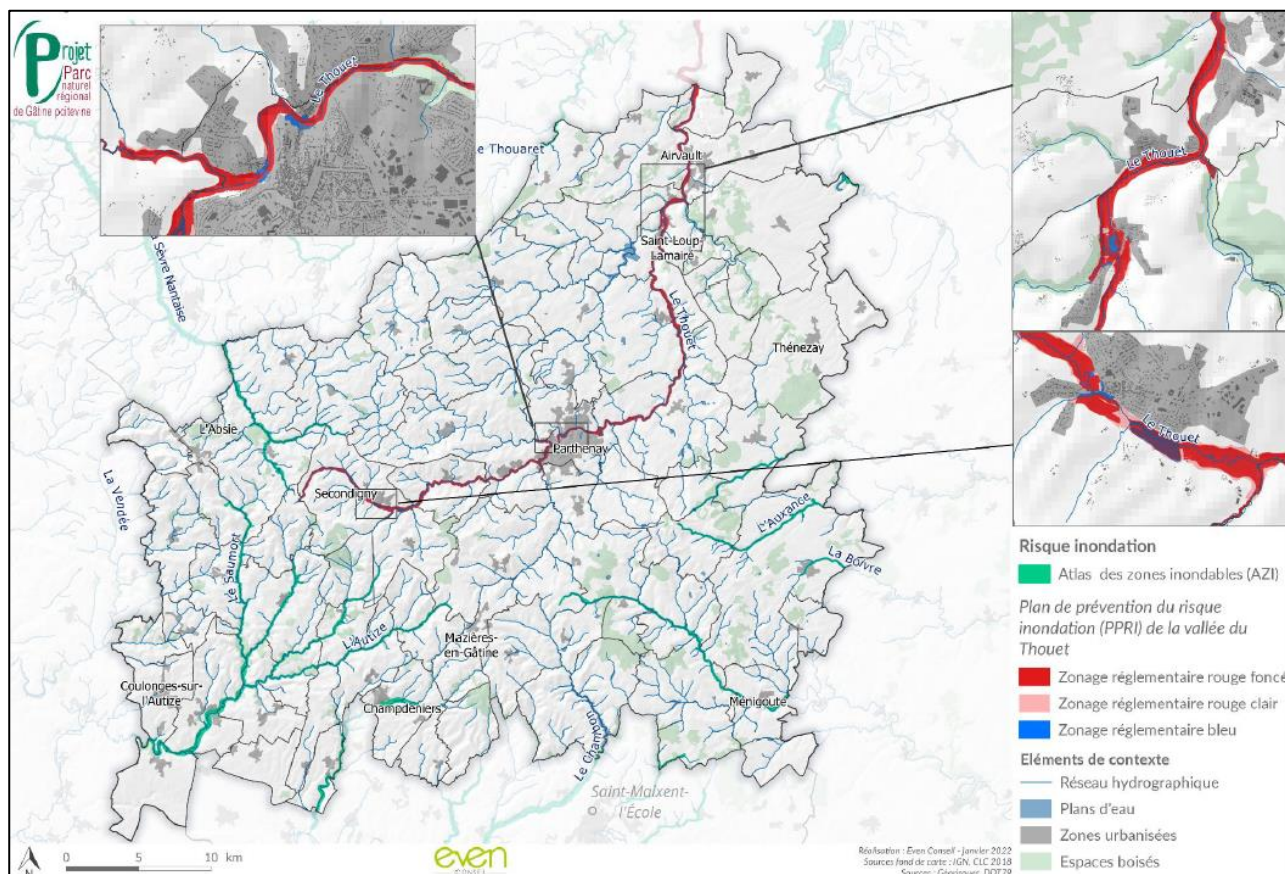 Projet
Parc
naturel
régional
de Gâtine poitevine
Le Thouet
Le Thouet
Le Thouet
Le Thouaret
Airvault
Saint-Loup-
Lamairé
Le Thouet
Thénezay
Sèvre Nantaise
L'Absie
Parthenay
Secondigny
La Vendée
Le Saumort
L'Auxance
La Boivre
L'Autize
Mazières-
en-Gâtine
Coulonges-sur-
l'Autize
Champdeniers
Ménigoute
Le Chambon
Saint-Maixent-
l'École
Risque inondation
Atlas des zones inondables (AZI)
Plan de prévention du risque
inondation (PPRI) de la vallée du
Thouet
Zonage réglementaire rouge foncé
Zonage réglementaire rouge clair
Zonage réglementaire bleu
Eléments de contexte
Réseau hydrographique
Plans d'eau
Zones urbanisées
Espaces boisés
N
0 5 10 km
even
CONSEIL
Réalisation : Even Conseil - Janvier 2022
Sources fond de carte : IGN, CLC 2018
Sources : Géorisques, DDT79